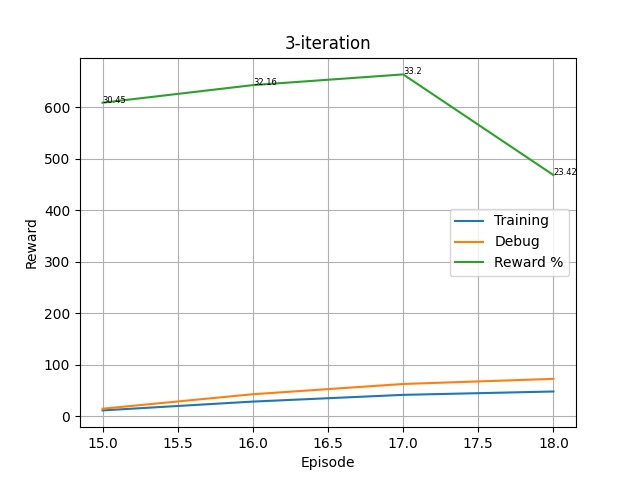 3-iteration
33.2
32.16
30.45
23.42
600
500
400
300
200
100
0
Reward
Training
Debug
Reward %
15.0 15.5 16.0 16.5 17.0 17.5 18.0
Episode